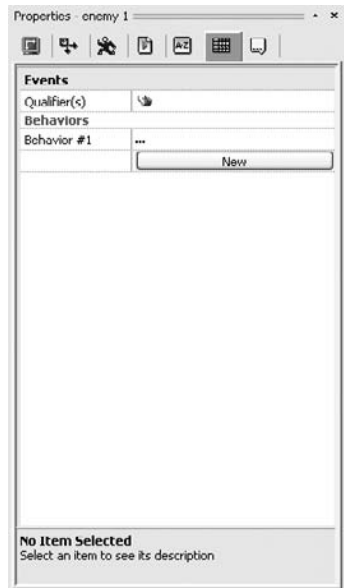 Properties - enemy 1
A-Z
Events
Qualifier(s)
Behaviors
Behavior #1 ...
New
No Item Selected
Select an item to see its description